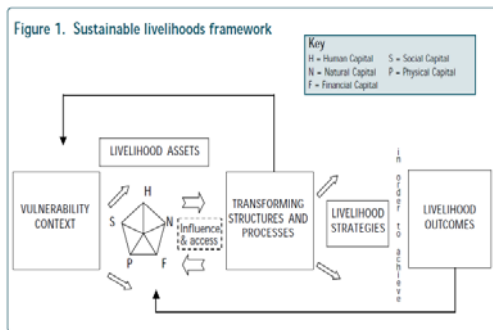 Figure 1. Sustainable livelihoods framework
Key
H = Human Capital S = Social Capital
N = Natural Capital P = Physical Capital
F = Financial Capital
LIVELIHOOD ASSETS
VULNERABILITY
CONTEXT
H
S
N
P
F
Influence
& access
TRANSFORMING
STRUCTURES AND
PROCESSES
LIVELIHOOD
STRATEGIES
in order to achieve
LIVELIHOOD
OUTCOMES